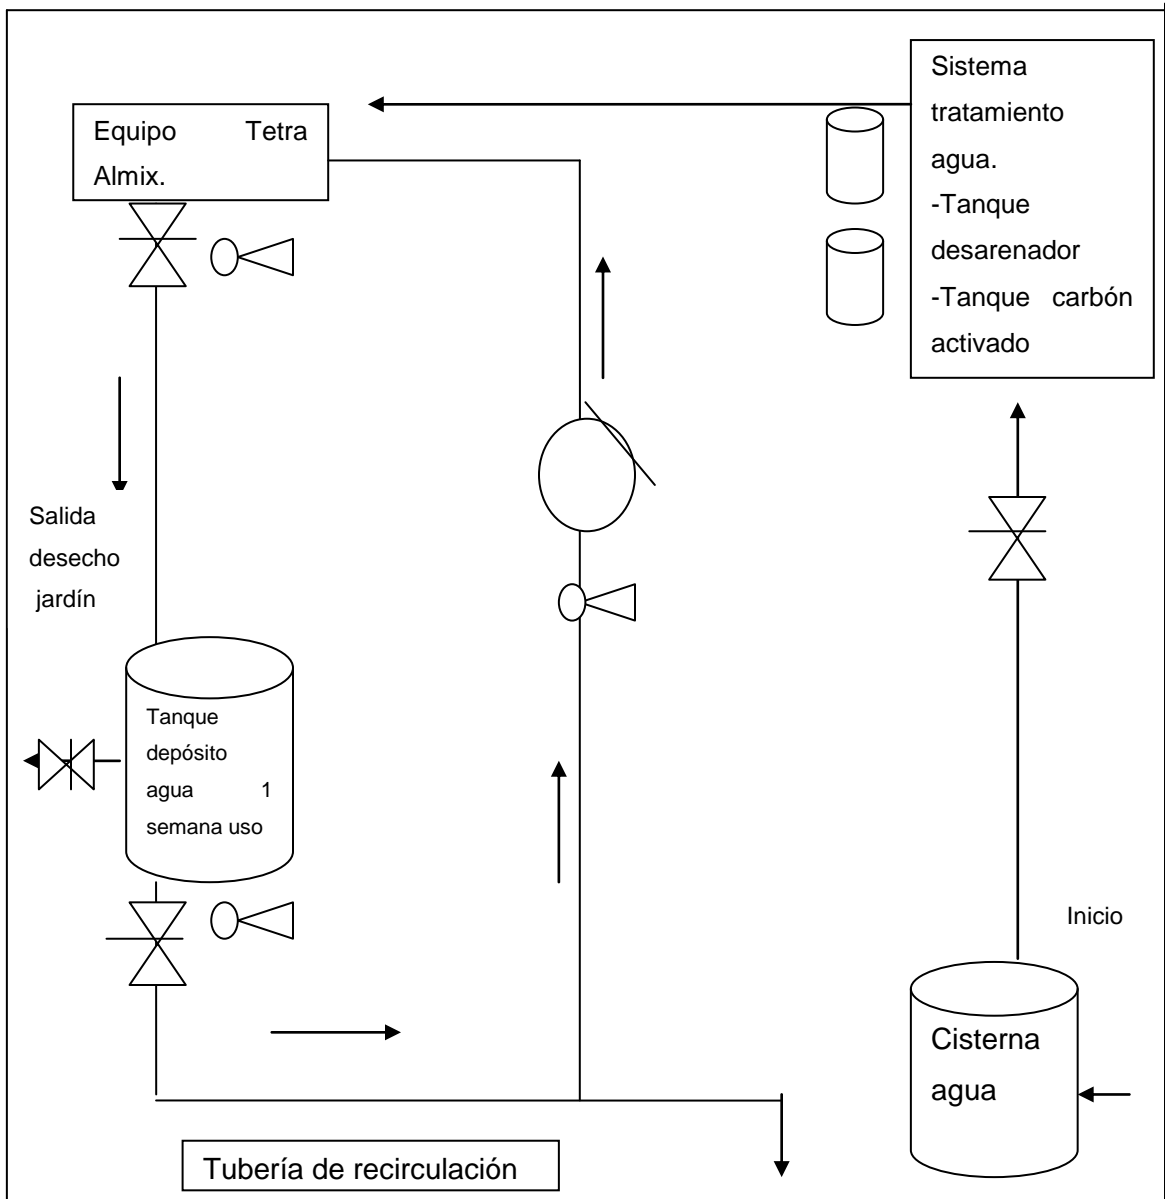 Sistema
tratamiento
agua.
-Tanque
desarenador
-Tanque carbón
activado
Equipo Tetra
Almix.
Salida
desecho
jardín
Tanque
depósito
agua 1
semana uso
Inicio
Cisterna
agua
Tubería de recirculación